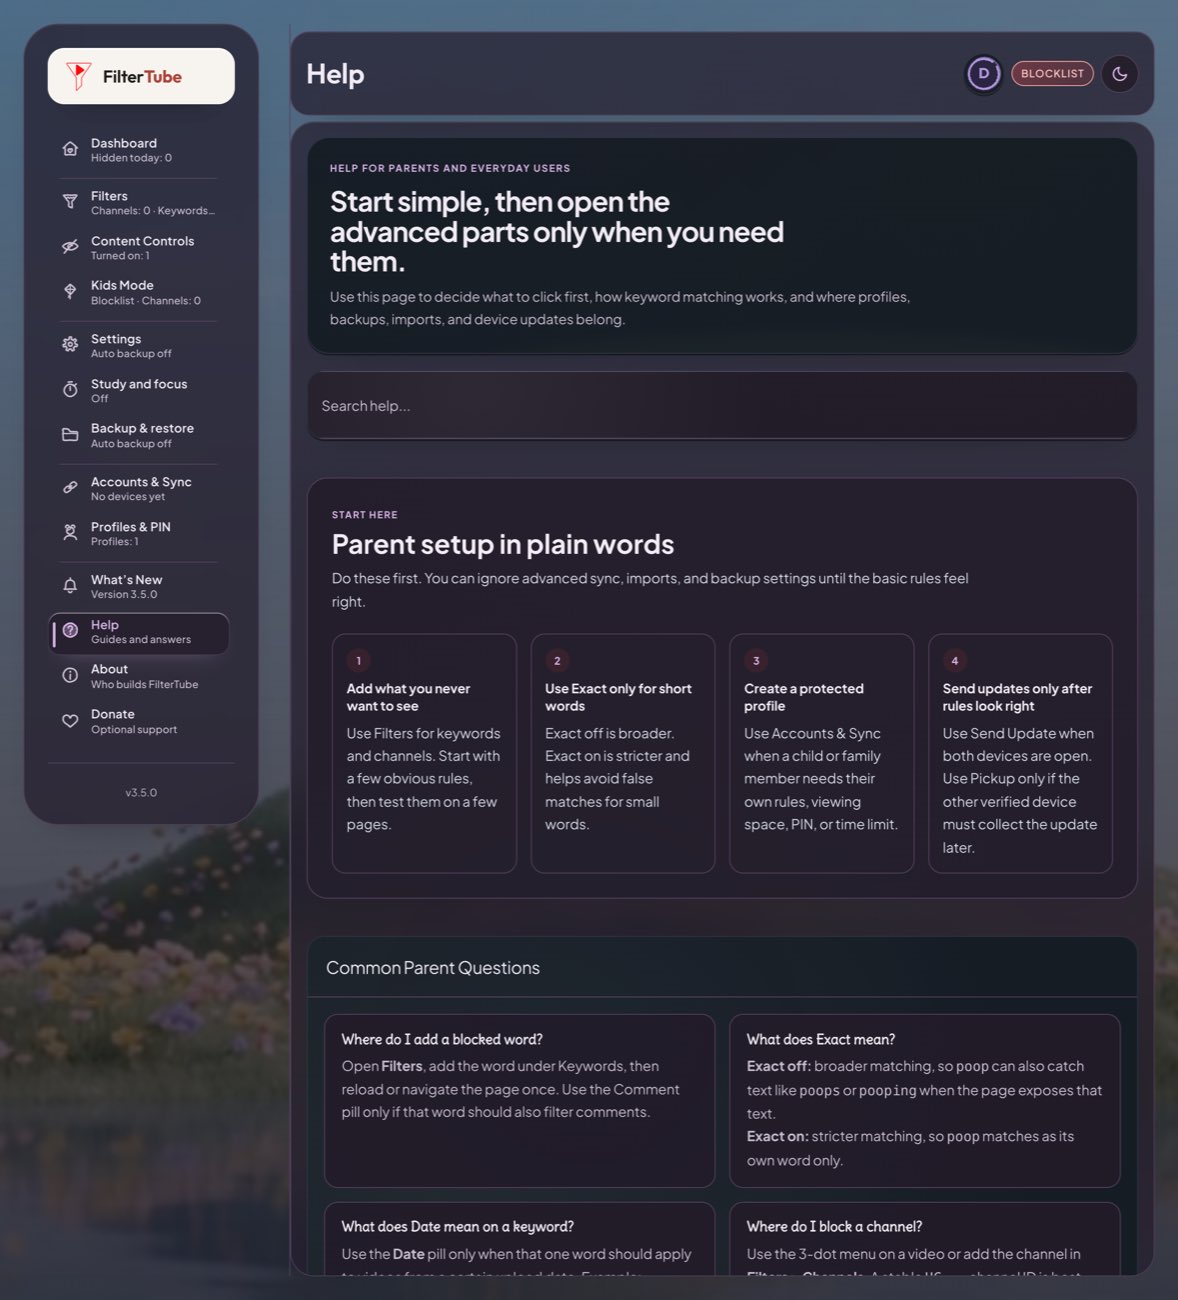 FilterTube
Dashboard
Hidden today: 0
Filters
Channels: 0 · Keywords...
Content Controls
Turned on: 1
Kids Mode
Blocklist · Channels: 0
Settings
Auto backup off
Study and focus
Off
Backup & restore
Auto backup off
Accounts & Sync
No devices yet
Profiles & PIN
Profiles: 1
What's New
Version 3.5.0
Help
Guides and answers
About
Who builds FilterTube
Donate
Optional support
v3.5.0
Help
D
BLOCKLIST
HELP FOR PARENTS AND EVERYDAY USERS
Start simple, then open the
advanced parts only when you need
them.
Use this page to decide what to click first, how keyword matching works, and where profiles,
backups, imports, and device updates belong.
Search help...
START HERE
Parent setup in plain words
Do these first. You can ignore advanced sync, imports, and backup settings until the basic rules feel
right.
1
Add what you never
want to see
Use Filters for keywords
and channels. Start with
a few obvious rules,
then test them on a few
pages.
2
Use Exact only for short
words
Exact off is broader.
Exact on is stricter and
helps avoid false
matches for small
words.
3
Create a protected
profile
Use Accounts & Sync
when a child or family
member needs their
own rules, viewing
space, PIN, or time limit.
4
Send updates only after
rules look right
Use Send Update when
both devices are open.
Use Pickup only if the
other verified device
must collect the update
later.
Common Parent Questions
Where do I add a blocked word?
Open Filters, add the word under Keywords, then
reload or navigate the page once. Use the Comment
pill only if that word should also filter comments.
What does Exact mean?
Exact off: broader matching, so poop can also catch
text like poops or pooping when the page exposes that
text.
Exact on: stricter matching, so poop matches as its
own word only.
What does Date mean on a keyword?
Use the Date pill only when that one word should apply
Where do I block a channel?
Use the 3-dot menu on a video or add the channel in